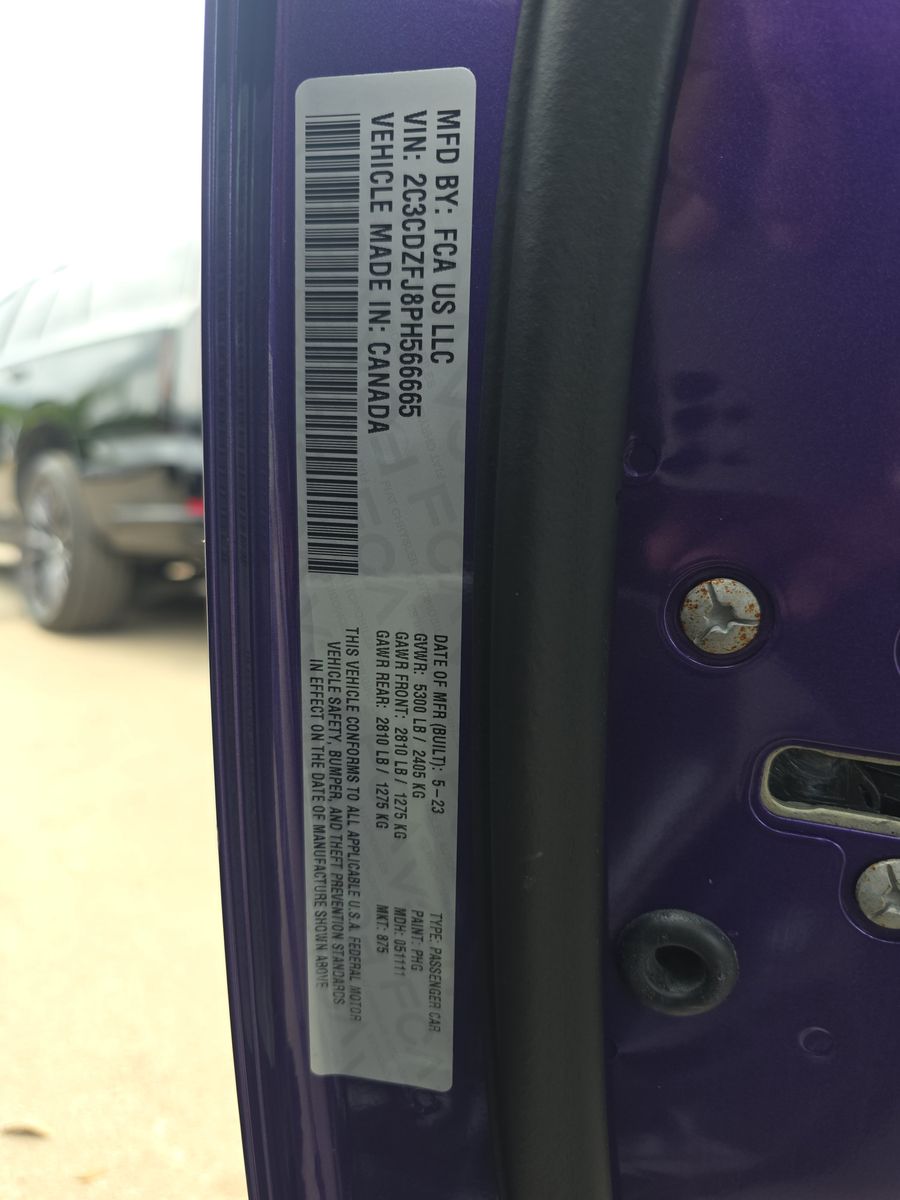 MFD BY: FCA US LLC
VIN: 2C3CDZFJ8PH566665
VEHICLE MADE IN: CANADA
DATE OF MFR (BUILT): 5-23
GVWR: 5300 LB / 2405 KG
GAWR FRONT: 2810 LB / 1275 KG
GAWR REAR: 2810 LB / 1275 KG
TYPE: PASSENGER CAR
PAINT: PHG
MDH: 051111
MKT: 875
THIS VEHICLE CONFORMS TO ALL APPLICABLE U.S.A. FEDERAL MOTOR
VEHICLE SAFETY, BUMPER, AND THEFT PREVENTION STANDARDS
IN EFFECT ON THE DATE OF MANUFACTURE SHOWN ABOVE